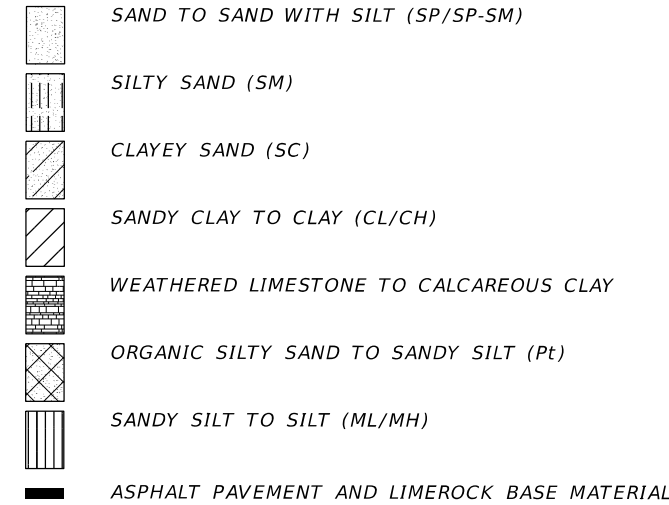 SAND TO SAND WITH SILT (SP/SP-SM)
SILTY SAND (SM)
CLAYEY SAND (SC)
SANDY CLAY TO CLAY (CL/CH)
WEATHERED LIMESTONE TO CALCAREOUS CLAY
ORGANIC SILTY SAND TO SANDY SILT (Pt)
SANDY SILT TO SILT (ML/MH)
ASPHALT PAVEMENT AND LIMEROCK BASE MATERIAL